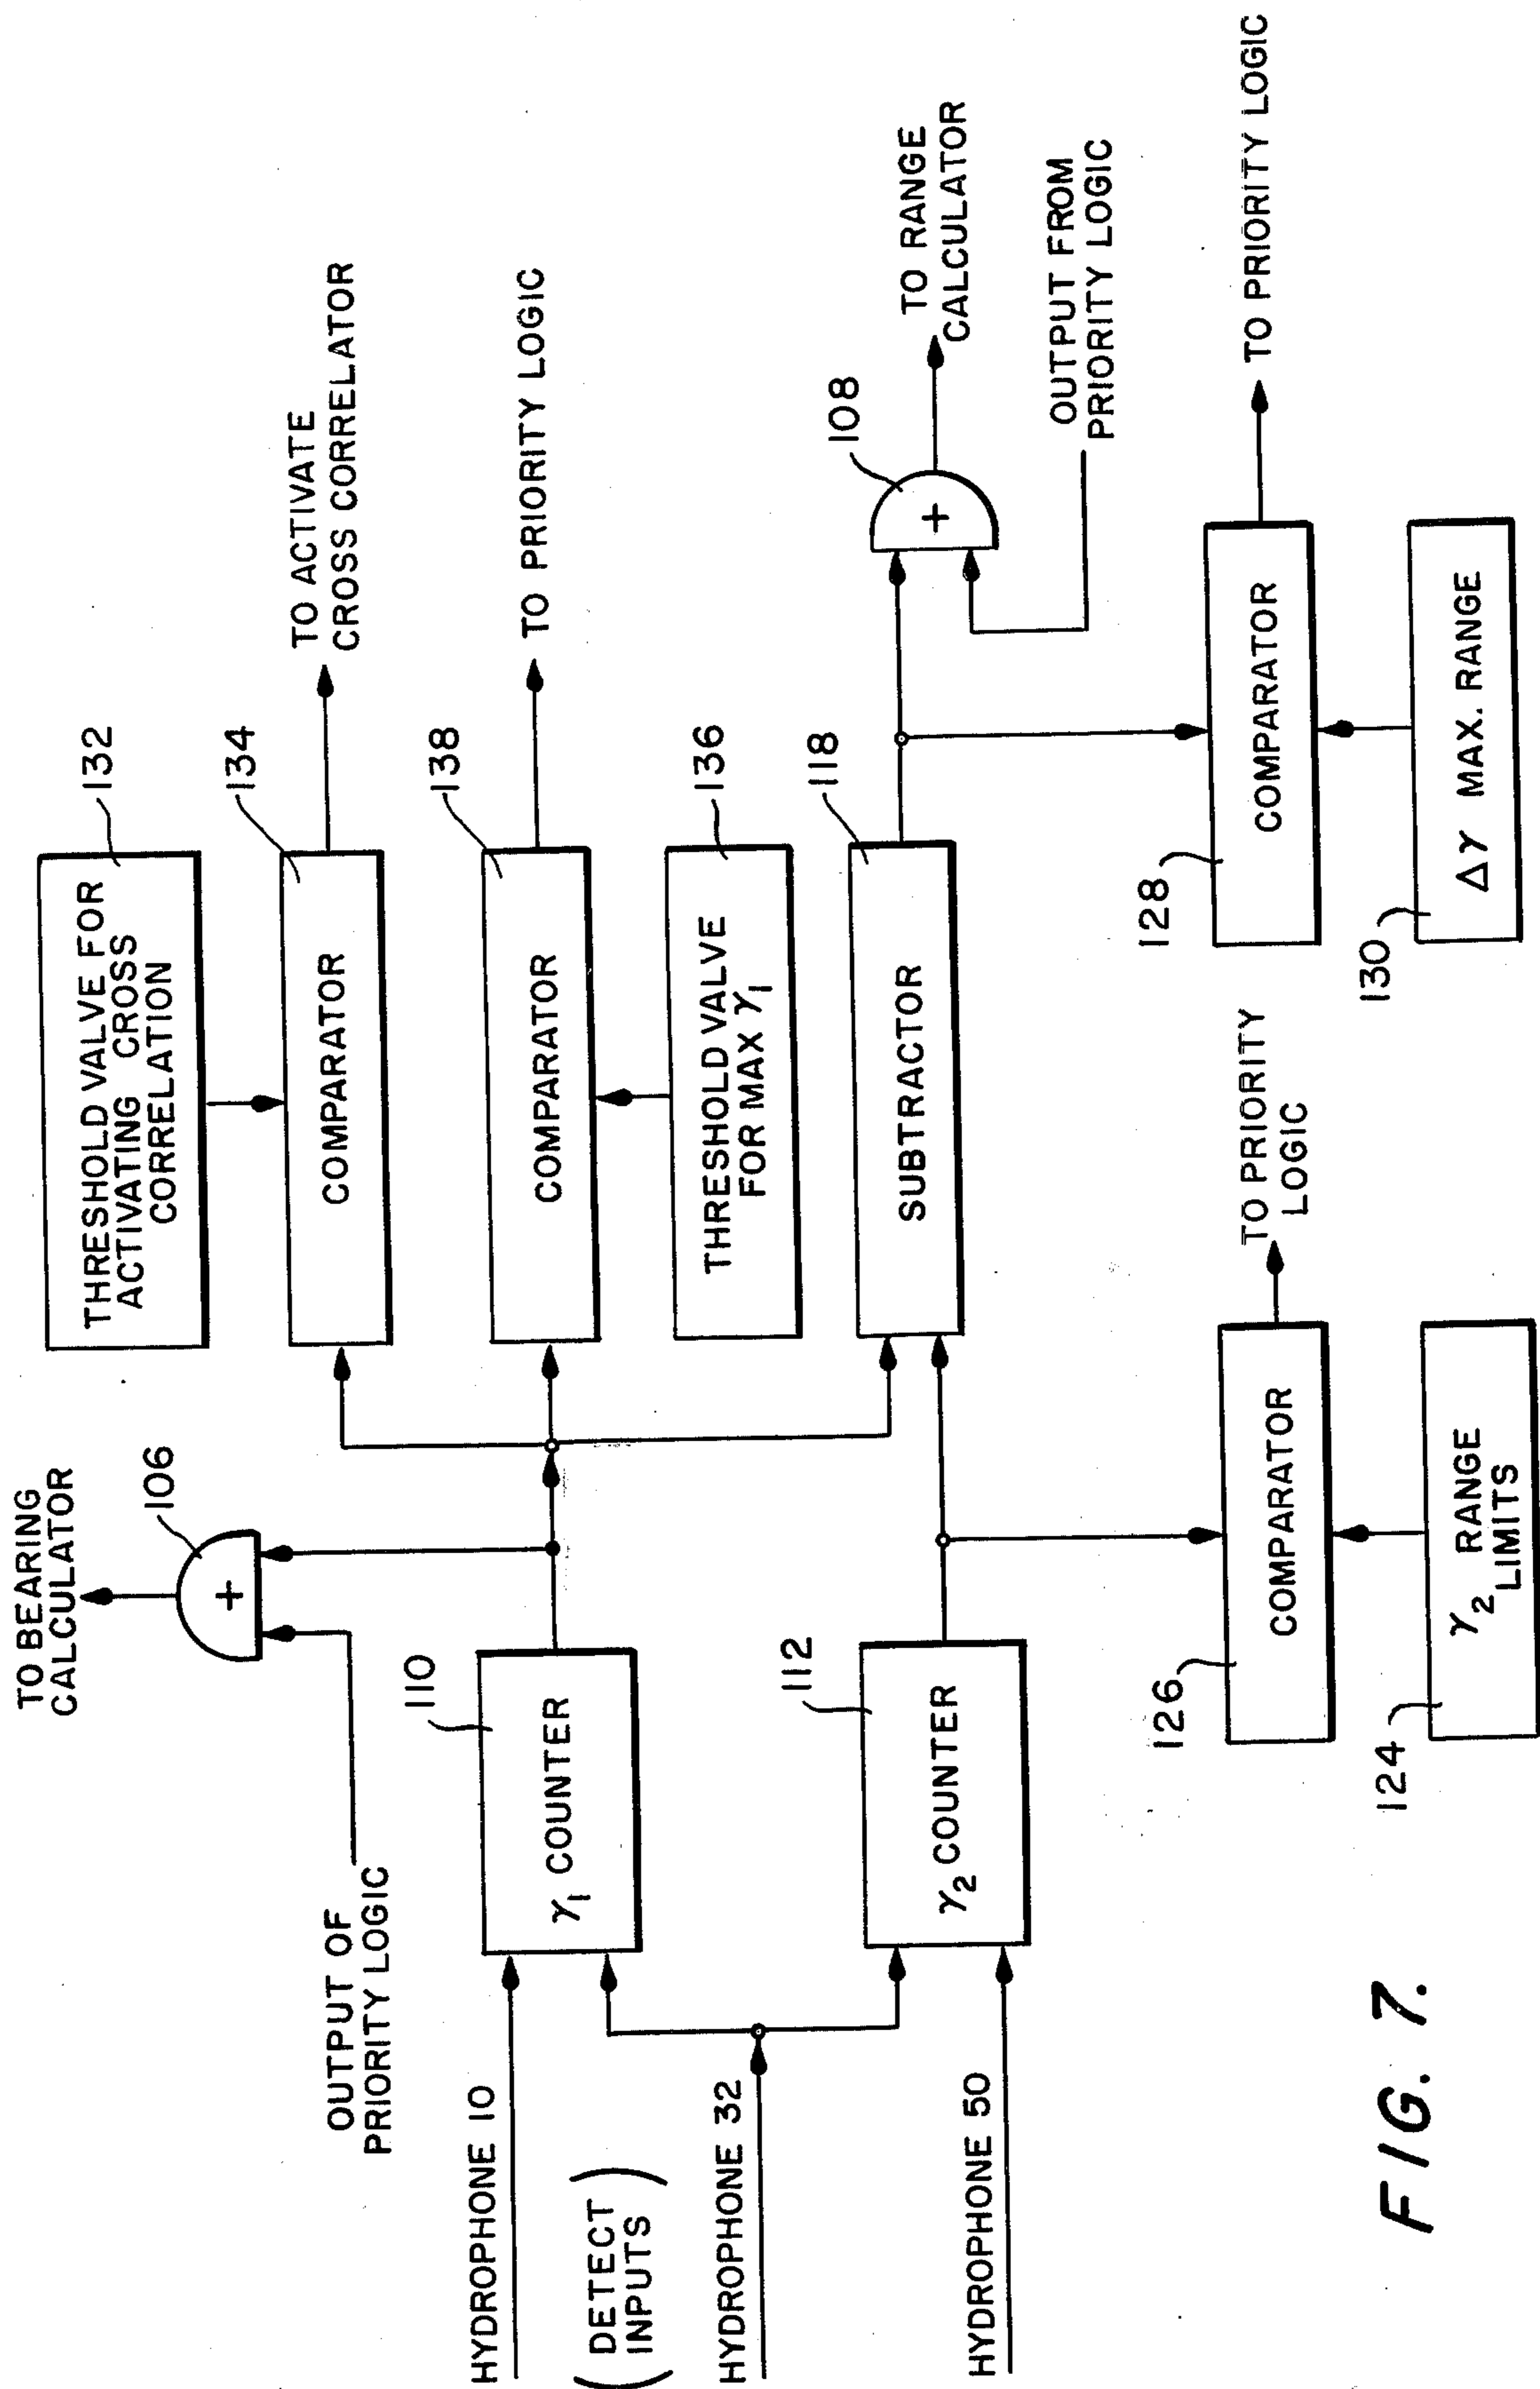 TO BEARING
CALCULATOR
106
+
OUTPUT OF
PRIORITY LOGIC
THRESHOLD VALVE FOR
ACTIVATING CROSS
CORRELATION
132
COMPARATOR
134
TO ACTIVATE
CROSS CORRELATOR
COMPARATOR
138
TO PRIORITY LOGIC
THRESHOLD VALVE
FOR MAX γ1
136
HYDROPHONE 10
(DETECT
INPUTS)
HYDROPHONE 32
HYDROPHONE 50
110
γ1 COUNTER
112
γ2 COUNTER
SUBTRACTOR
118
108
+
TO RANGE
CALCULATOR
OUTPUT FROM
PRIORITY LOGIC
126
COMPARATOR
TO PRIORITY
LOGIC
124
γ2 RANGE
LIMITS
128
COMPARATOR
TO PRIORITY LOGIC
130
Δγ MAX. RANGE
FIG. 7.